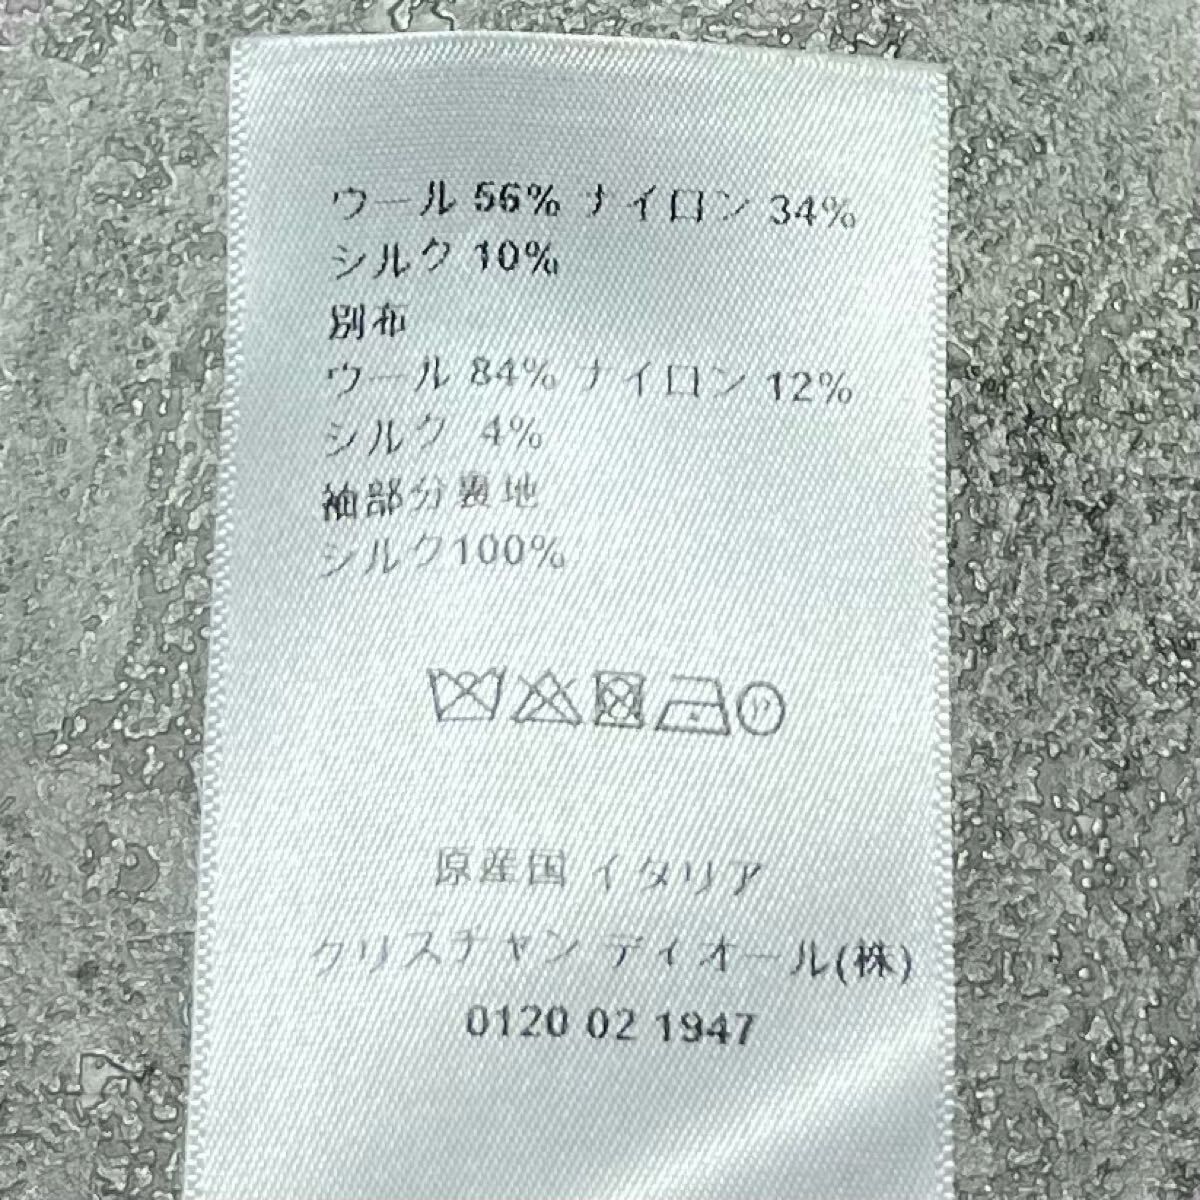 ウール 56% ナイロン 34%
シルク 10%
別布
ウール 84% ナイロン 12%
シルク 4%
袖部分裏地
シルク100%
P
原産国 イタリア
クリスチャン ディオール(株)
0120 02 1947